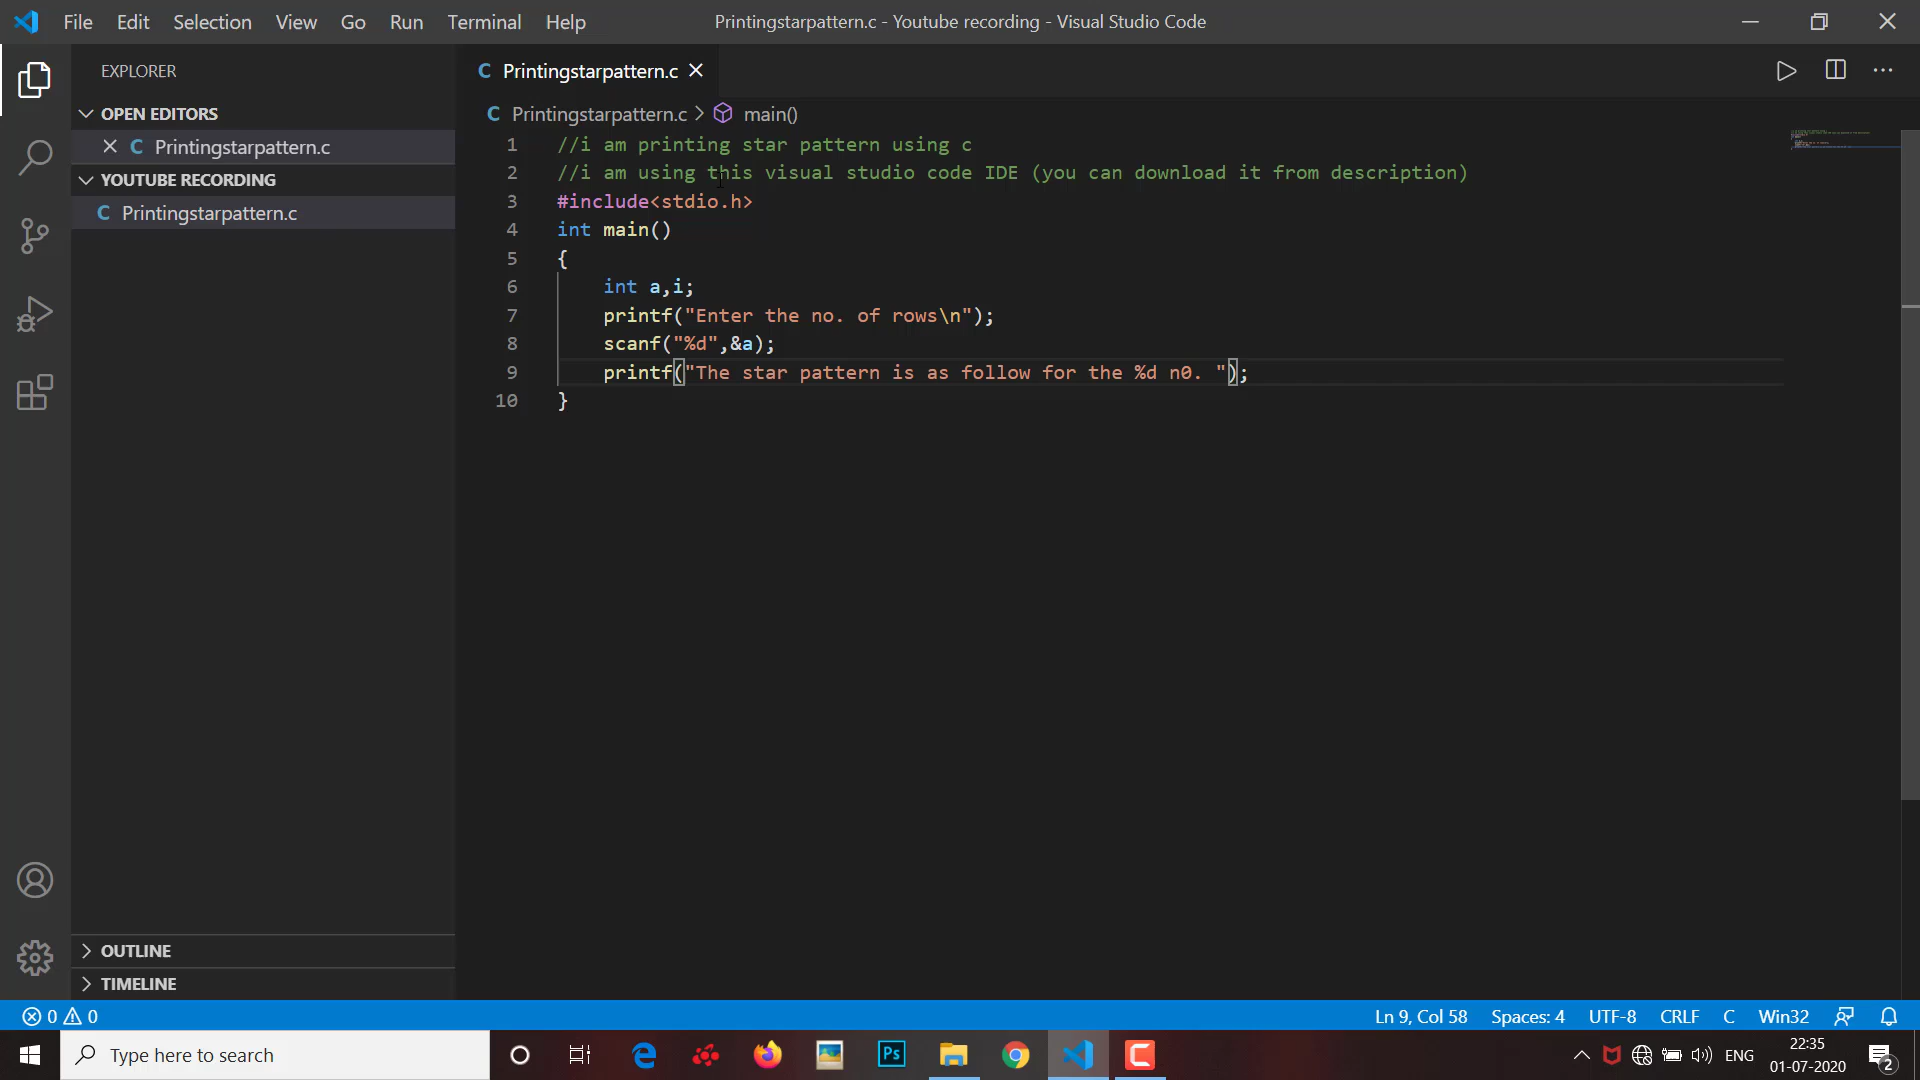 File Edit Selection View Go Run Terminal Help Printingstarpattern.c - Youtube recording - Visual Studio Code
EXPLORER
OPEN EDITORS
C Printingstarpattern.c
YOUTUBE RECORDING
C Printingstarpattern.c
OUTLINE
TIMELINE
C Printingstarpattern.c
C Printingstarpattern.c > main()
1 //i am printing star pattern using c
2 //i am using this visual studio code IDE (you can download it from description)
3 #include<stdio.h>
4 int main()
5 {
6 int a,i;
7 printf("Enter the no. of rows\n");
8 scanf("%d",&a);
9 printf("The star pattern is as follow for the %d n0. ");
10 }
0 0 Ln 9, Col 58 Spaces: 4 UTF-8 CRLF C Win32
Type here to search
Ps
C
ENG
22:35
01-07-2020
2